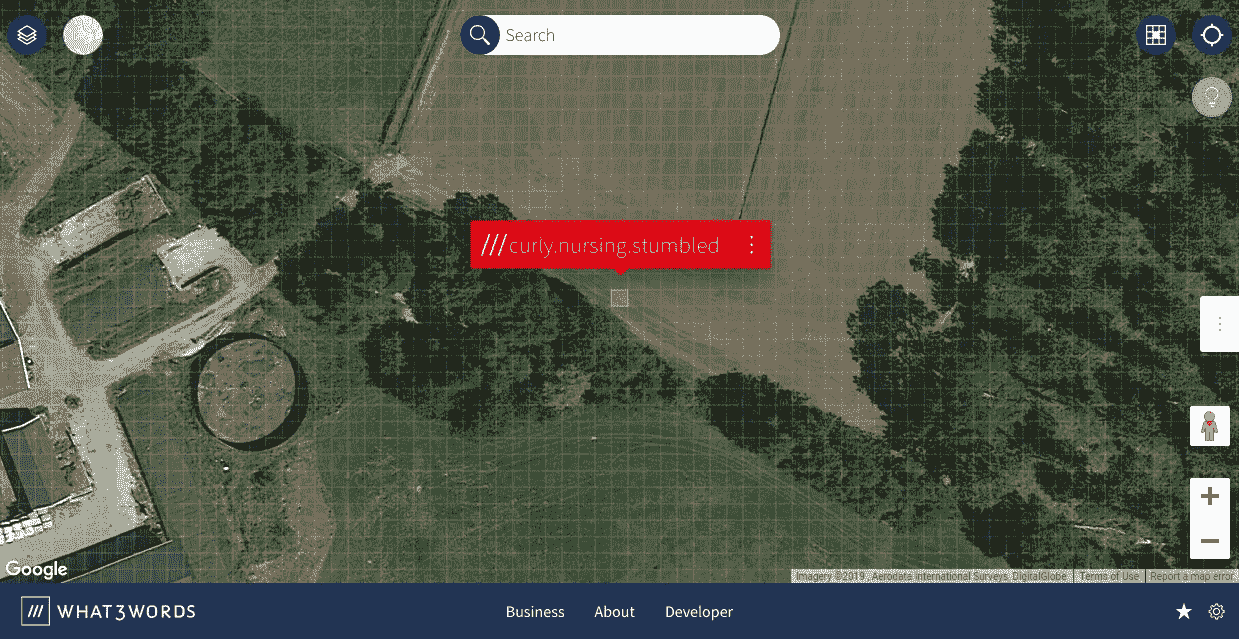 Search
///curly.nursing.stumbled
Google
Imagery ©2019 , Aerodata International Surveys, DigitalGlobe
Terms of Use
Report a map error
/// WHAT3WORDS
Business
About
Developer